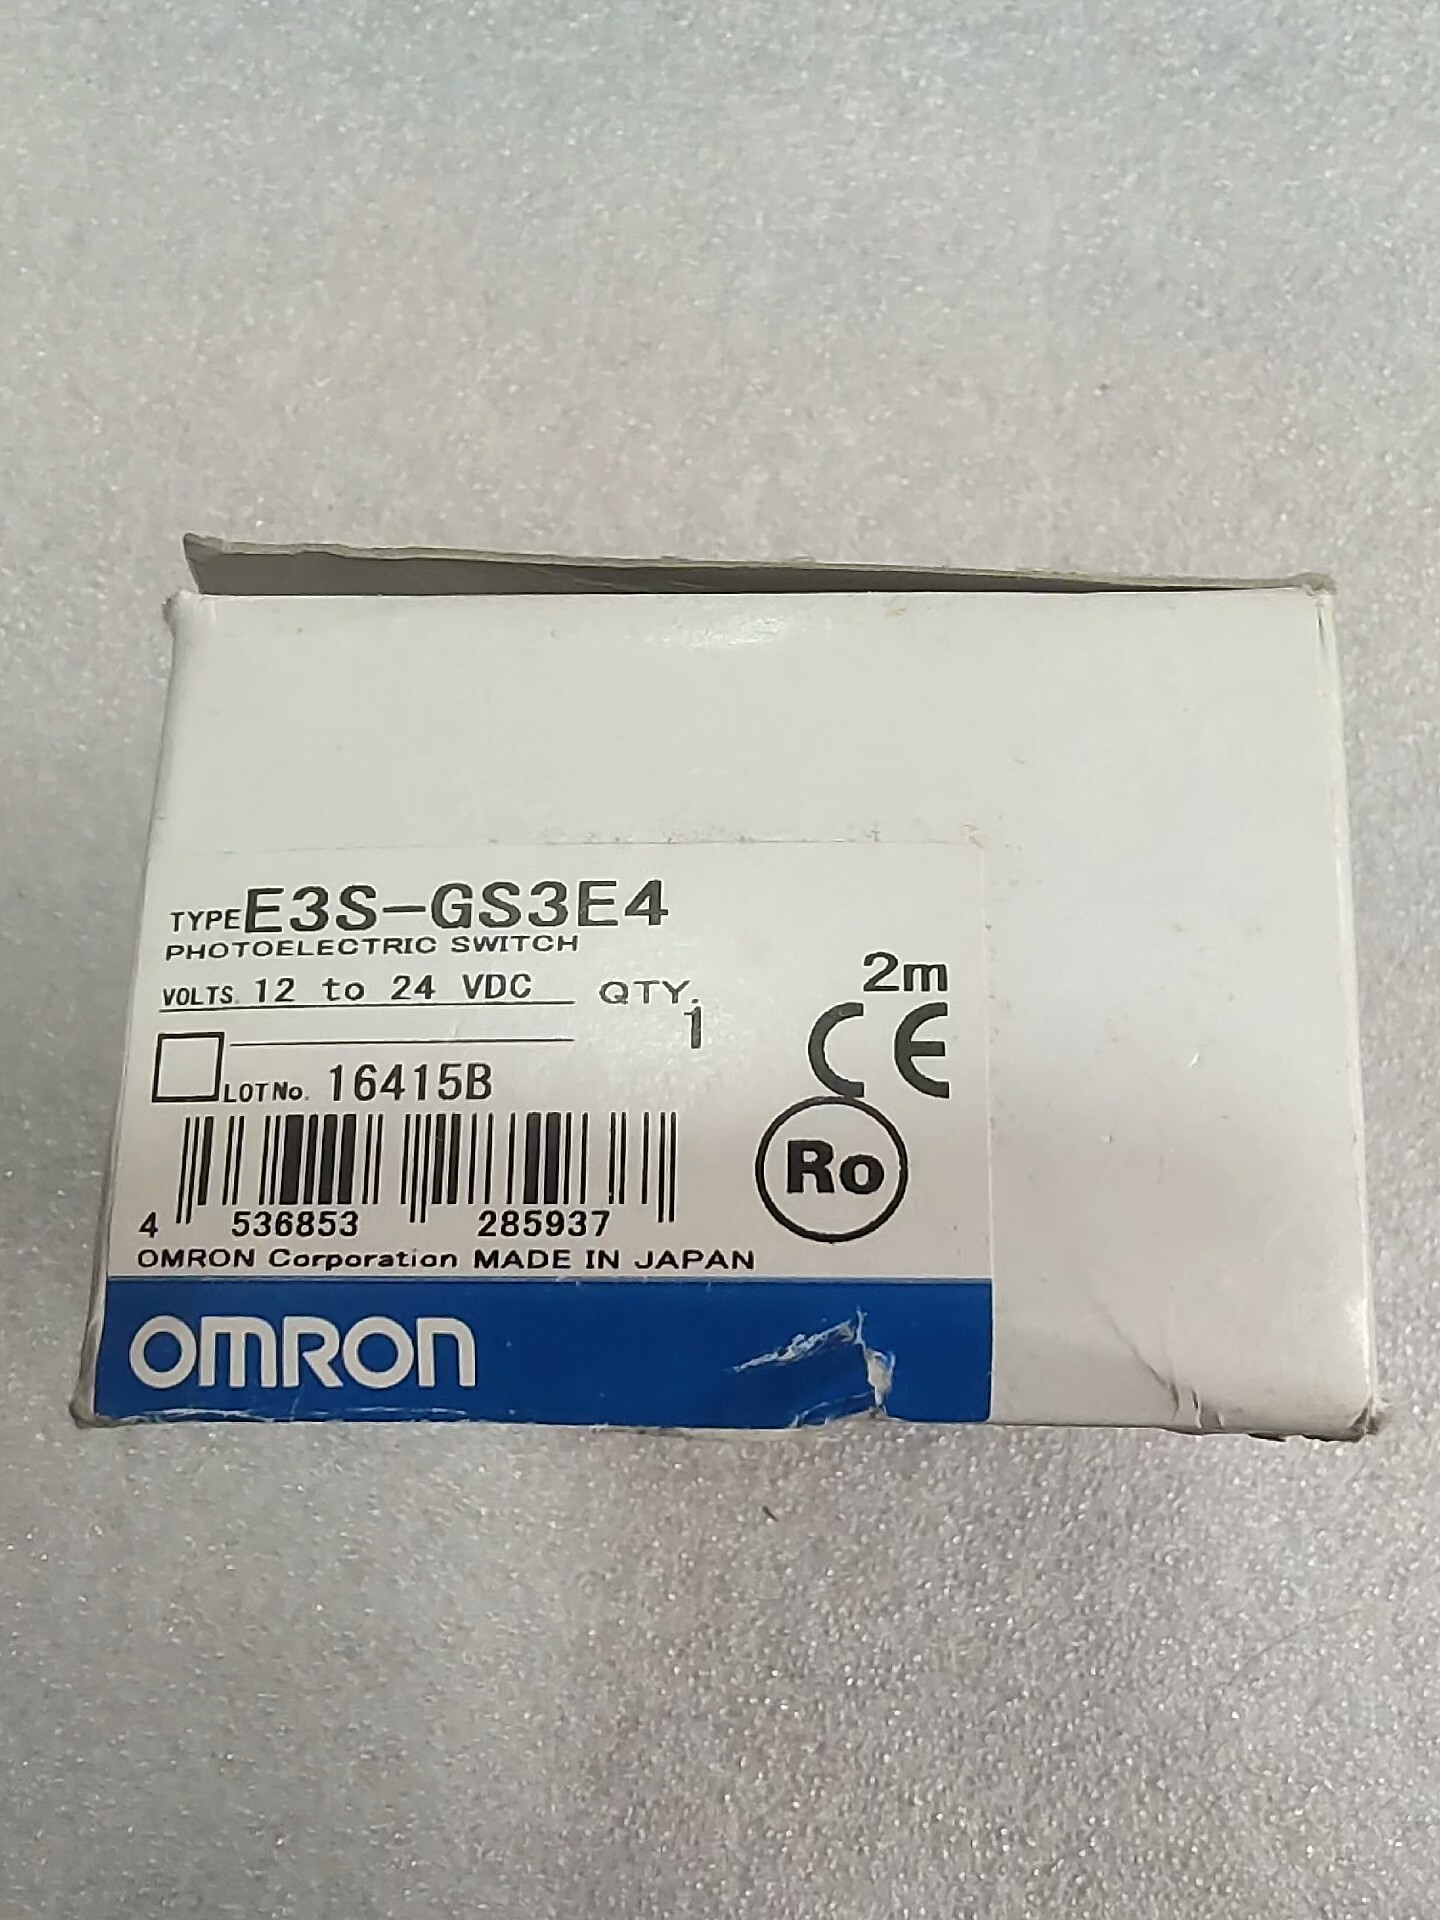 TYPE E3S-GS3E4
PHOTOELECTRIC SWITCH
VOLTS. 12 to 24 VDC QTY. 1
2m
CE
LOT No. 16415B
Ro
4 536853 285937
OMRON Corporation MADE IN JAPAN
OMRON